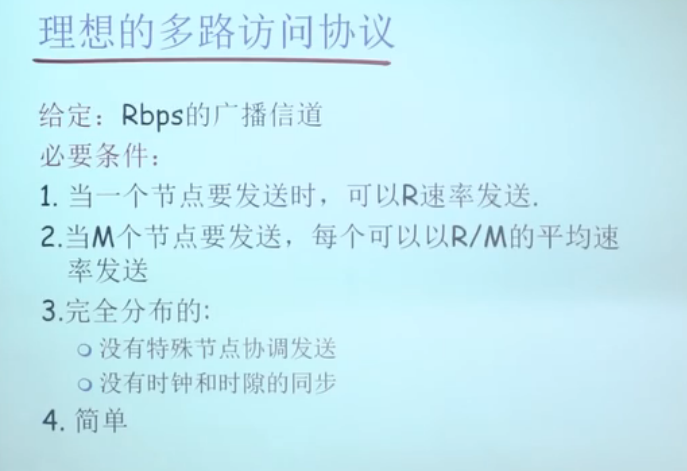 理想的多路访问协议
给定：Rbps的广播信道
必要条件：
1. 当一个节点要发送时，可以R速率发送.
2.当M个节点要发送，每个可以以R/M的平均速
率发送
3.完全分布的:
没有特殊节点协调发送
没有时钟和时隙的同步
4. 简单